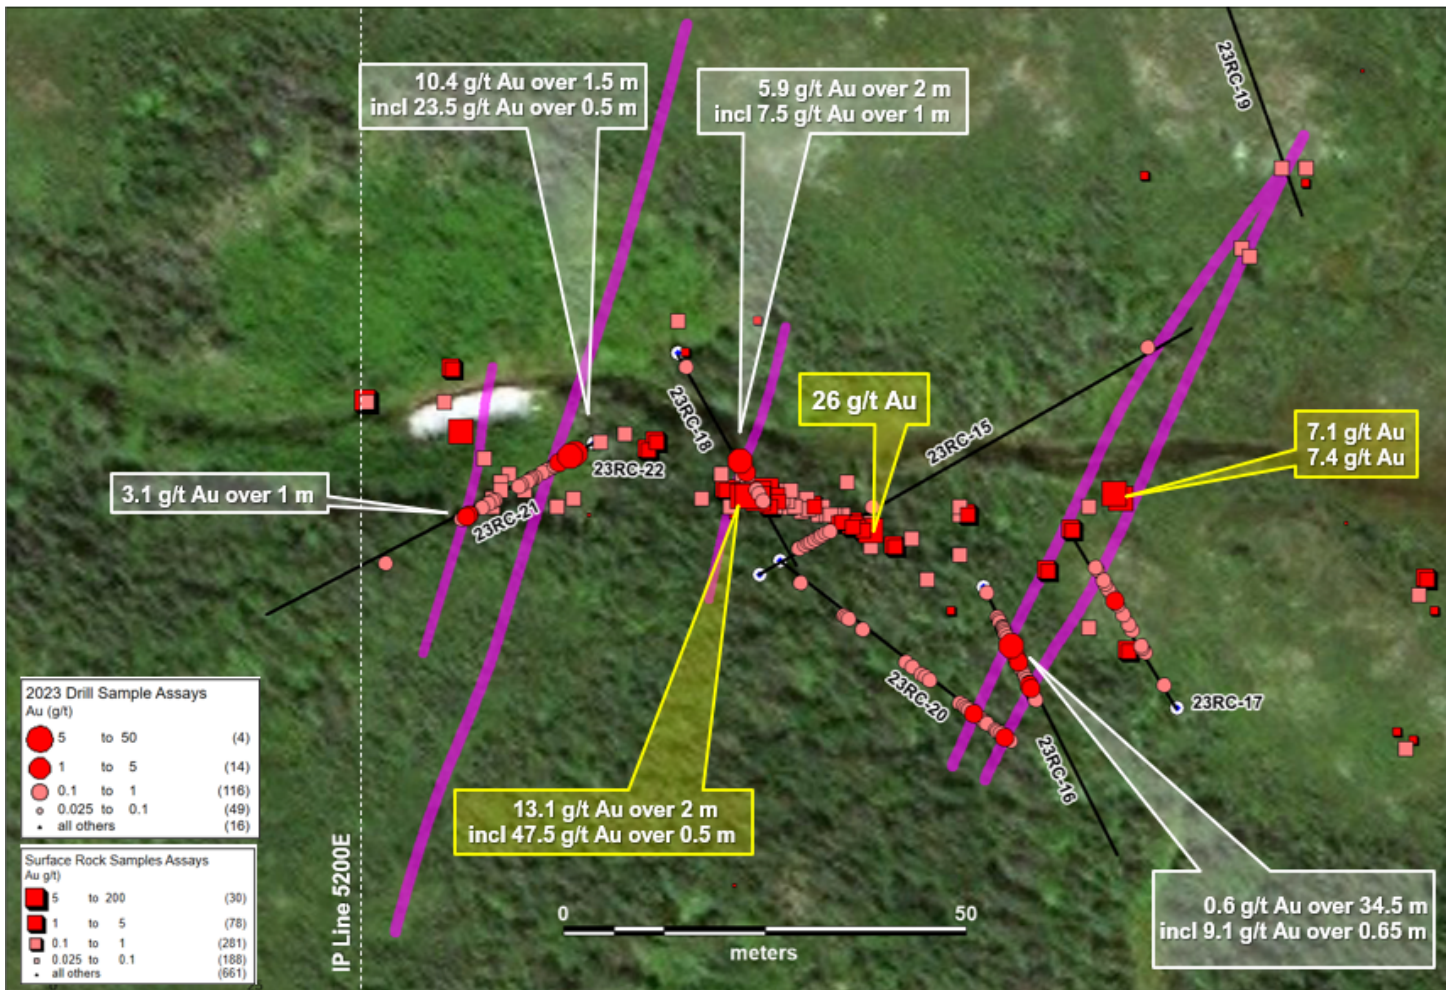 10.4 g/t Au over 1.5 m
incl 23.5 g/t Au over 0.5 m
5.9 g/t Au over 2 m
incl 7.5 g/t Au over 1 m
23RC-19
26 g/t Au
23RC-18
23RC-15
7.1 g/t Au
7.4 g/t Au
23RC-22
3.1 g/t Au over 1 m
23RC-21
23RC-20
23RC-17
23RC-16
13.1 g/t Au over 2 m
incl 47.5 g/t Au over 0.5 m
0.6 g/t Au over 34.5 m
incl 9.1 g/t Au over 0.65 m
IP Line 5200E
0 50
meters
2023 Drill Sample Assays
Au (g/t)
5 to 50 (4)
1 to 5 (14)
0.1 to 1 (116)
0.025 to 0.1 (49)
all others (16)
Surface Rock Samples Assays
Au g/t)
5 to 200 (30)
1 to 5 (78)
0.1 to 1 (281)
0.025 to 0.1 (188)
all others (661)